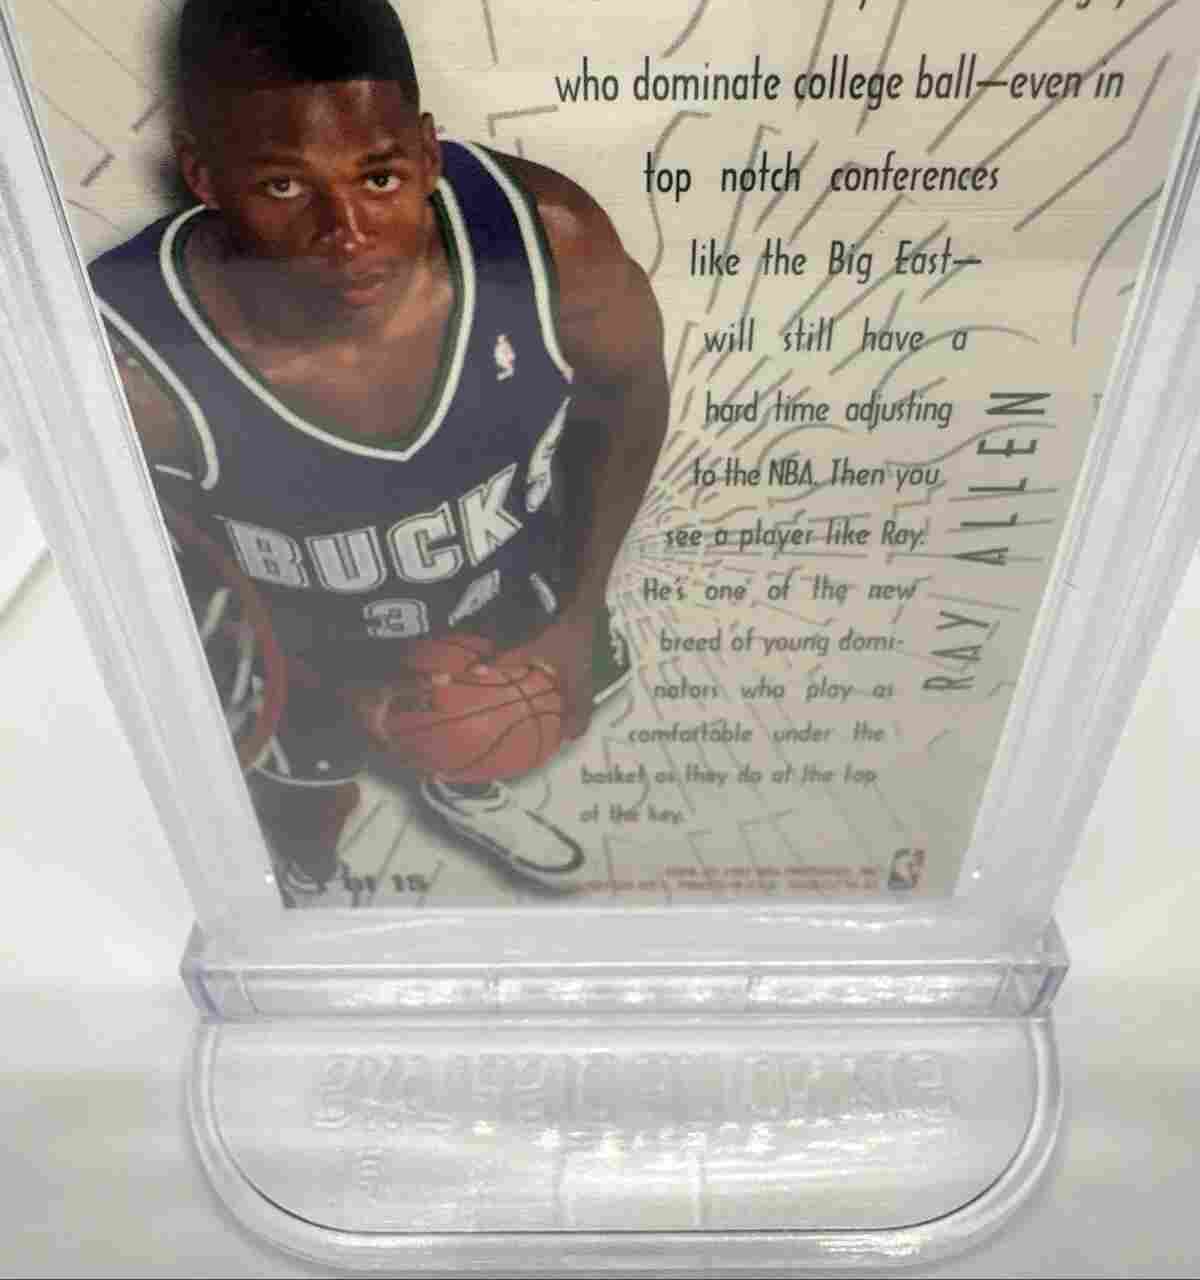 who dominate college ball—even in
top notch conferences
like the Big East—
will still have a
hard time adjusting
to the NBA. Then you
see a player like Ray.
He's one of the new
breed of young domi-
nators who play as
comfortable under the
basket as they do at the top
of the key.
RAY ALLEN
BUCKS
34
of 15